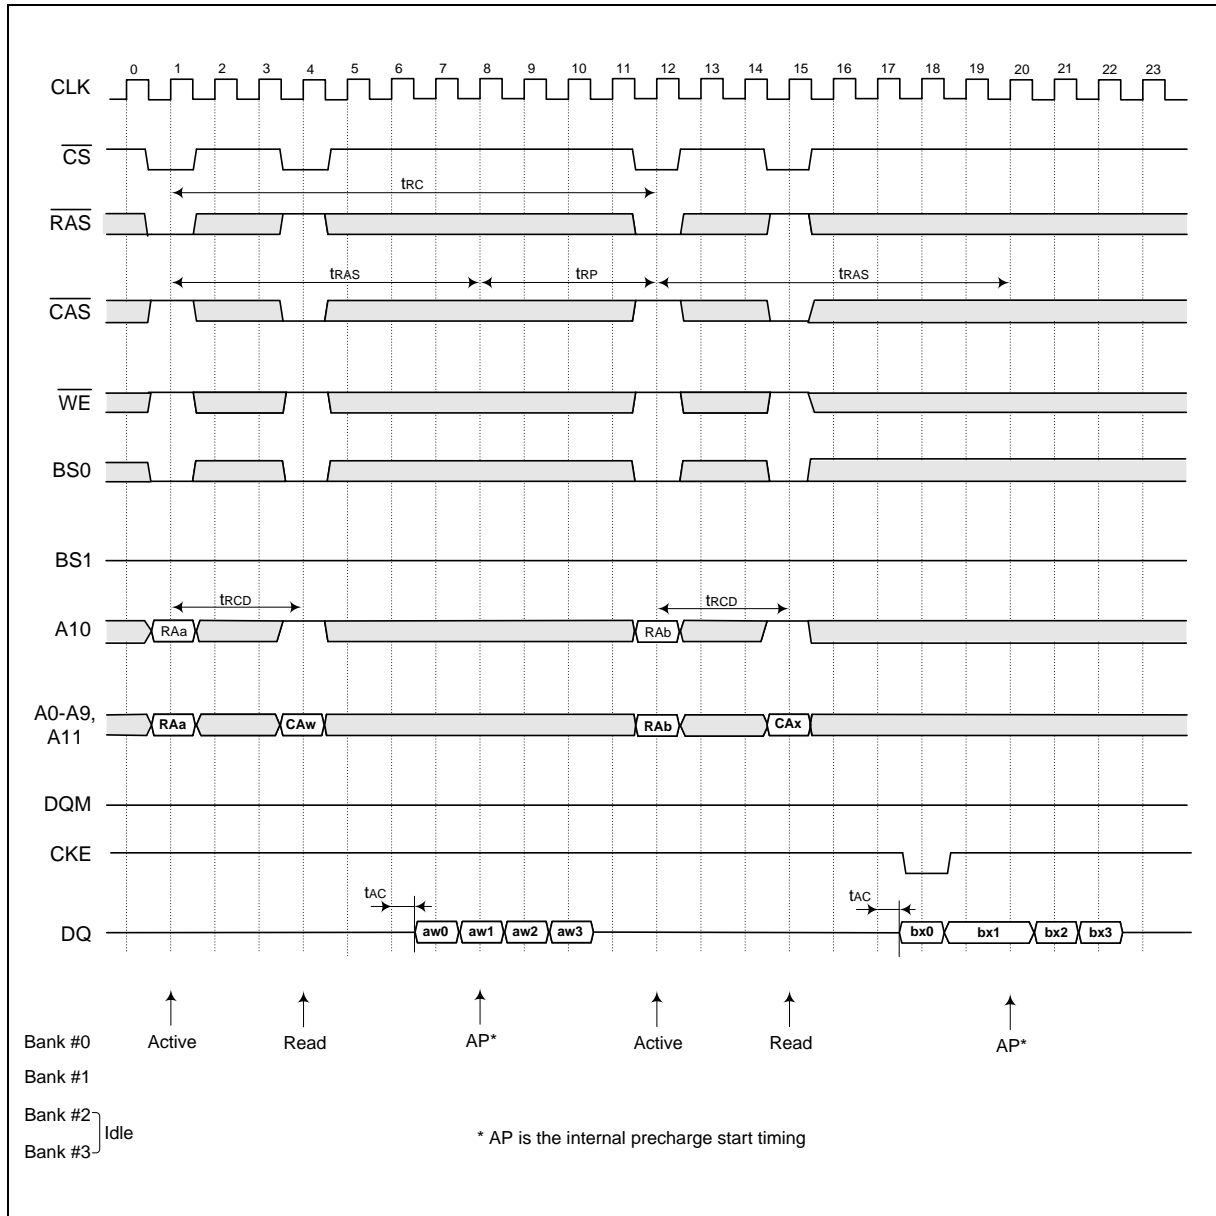 0 1 2 3 4 5 6 7 8 9 10 11 12 13 14 15 16 17 18 19 20 21 22 23
CLK
CS
tRC
RAS
tRAS tRP tRAS
CAS
WE
BS0
BS1
tRCD tRCD
A10 RAa RAb
A0-A9,
A11
RAa CAw RAb CAx
DQM
CKE
tAC tAC
DQ aw0 aw1 aw2 aw3 bx0 bx1 bx2 bx3
Bank #0 Active Read AP* Active Read AP*
Bank #1
Bank #2
Idle
Bank #3
* AP is the internal precharge start timing